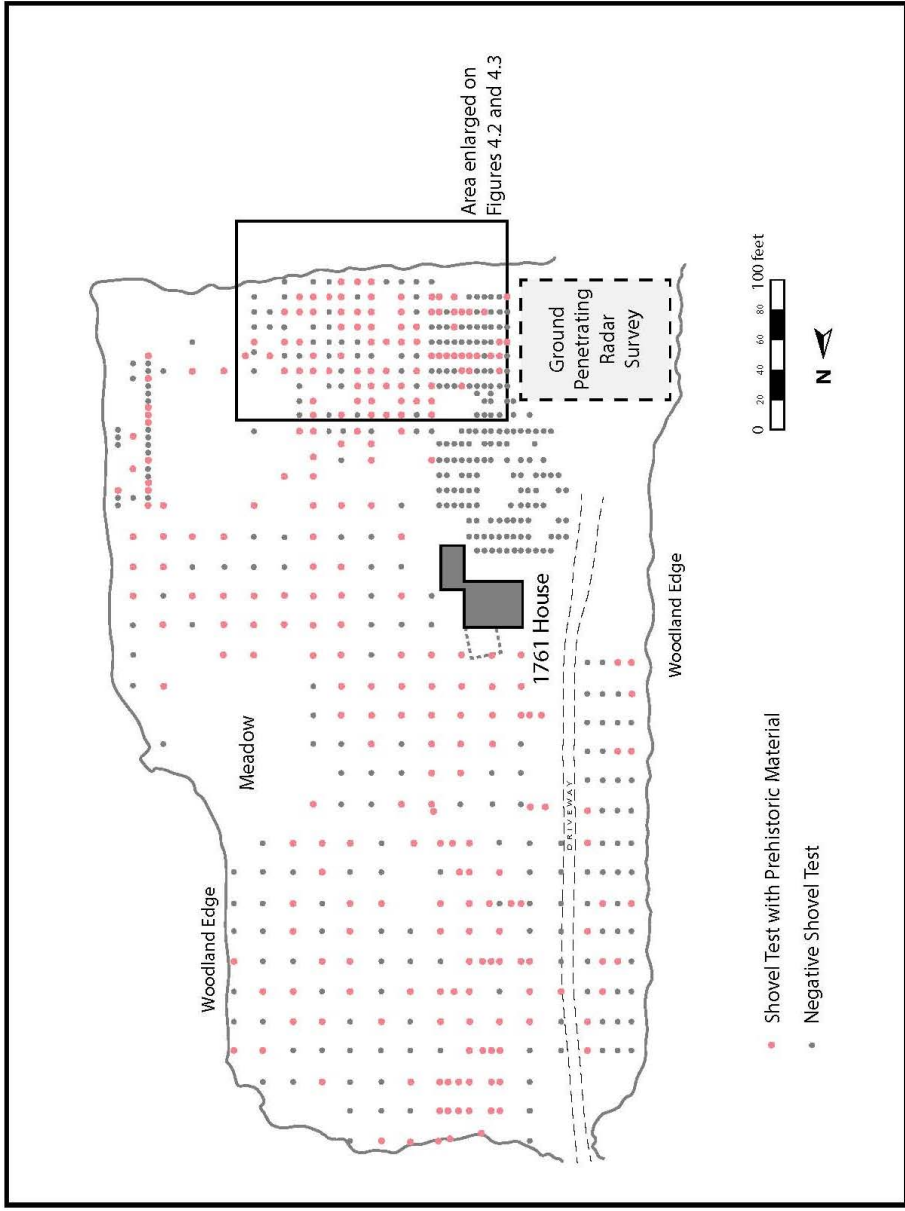 Woodland Edge
Meadow
Area enlarged on
Figures 4.2 and 4.3
1761 House
Ground
Penetrating
Radar
Survey
DRIVEWAY
Woodland Edge
Shovel Test with Prehistoric Material
Negative Shovel Test
N
0 20 40 60 80 100 feet